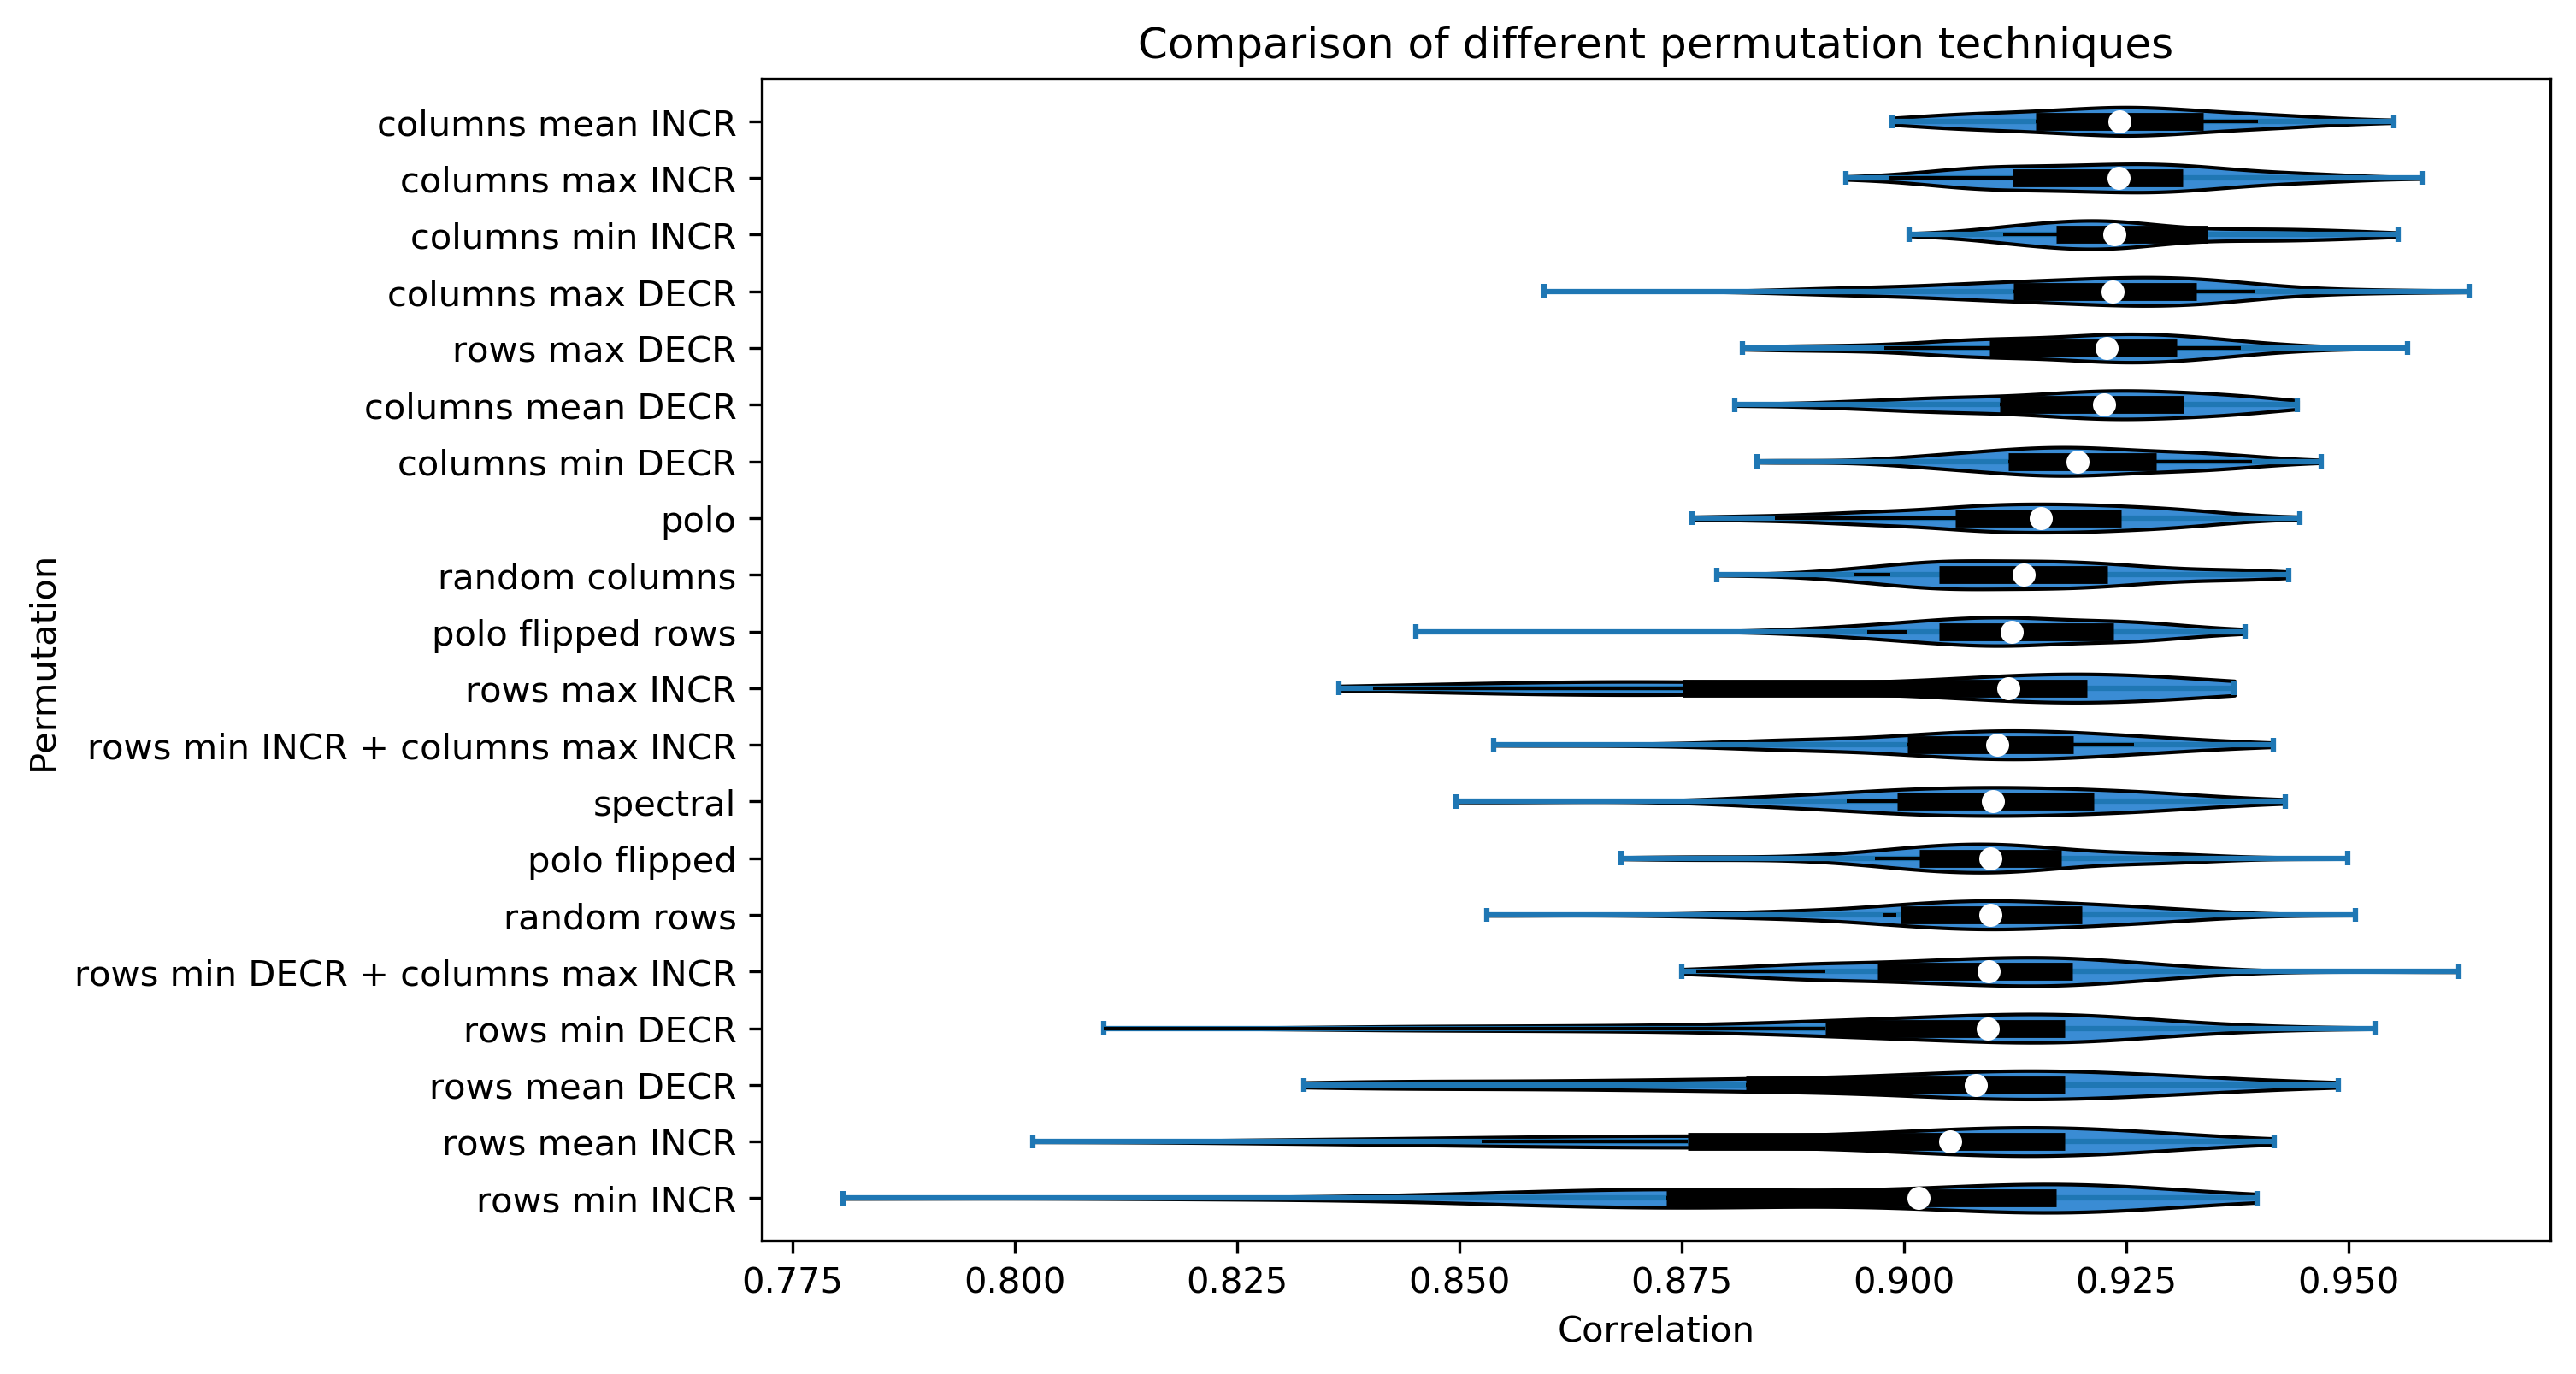 Comparison of different permutation techniques
Permutation
columns mean INCR
columns max INCR
columns min INCR
columns max DECR
rows max DECR
columns mean DECR
columns min DECR
polo
random columns
polo flipped rows
rows max INCR
rows min INCR + columns max INCR
spectral
polo flipped
random rows
rows min DECR + columns max INCR
rows min DECR
rows mean DECR
rows mean INCR
rows min INCR
0.775 0.800 0.825 0.850 0.875 0.900 0.925 0.950
Correlation